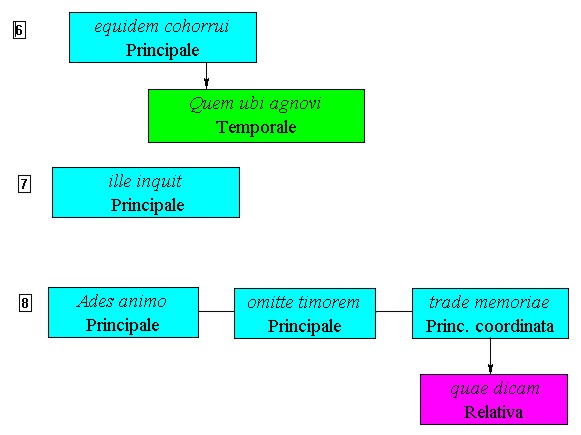 6
equidem cohorrui
Principale
Quem ubi agnovi
Temporale
7
ille inquit
Principale
8
Ades animo
Principale
omitte timorem
Principale
trade memoriae
Princ. coordinata
quae dicam
Relativa